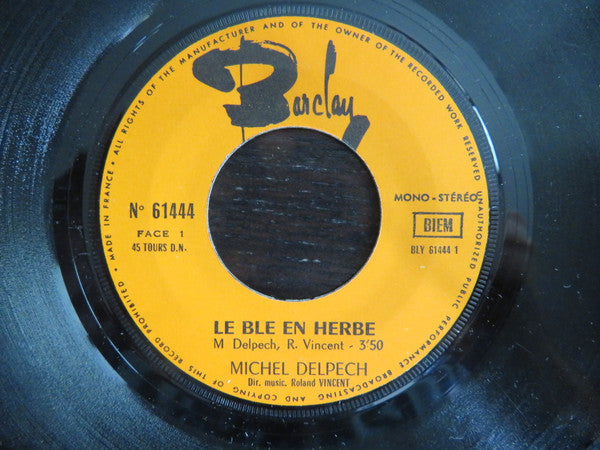 ALL RIGHTS OF THE MANUFACTURER AND OF THE OWNER OF THE RECORDED WORK RESERVED UNAUTHORIZED PUBLIC PERFORMANCE BROADCASTING AND COPYING OF THIS RECORD PROHIBITED • MADE IN FRANCE •
Barclay
N° 61444
FACE 1
45 TOURS D.N.
MONO - STÉRÉO
BIEM
BLY 61444 1
LE BLE EN HERBE
M Delpech, R. Vincent - 3'50
MICHEL DELPECH
Dir. music. Roland VINCENT